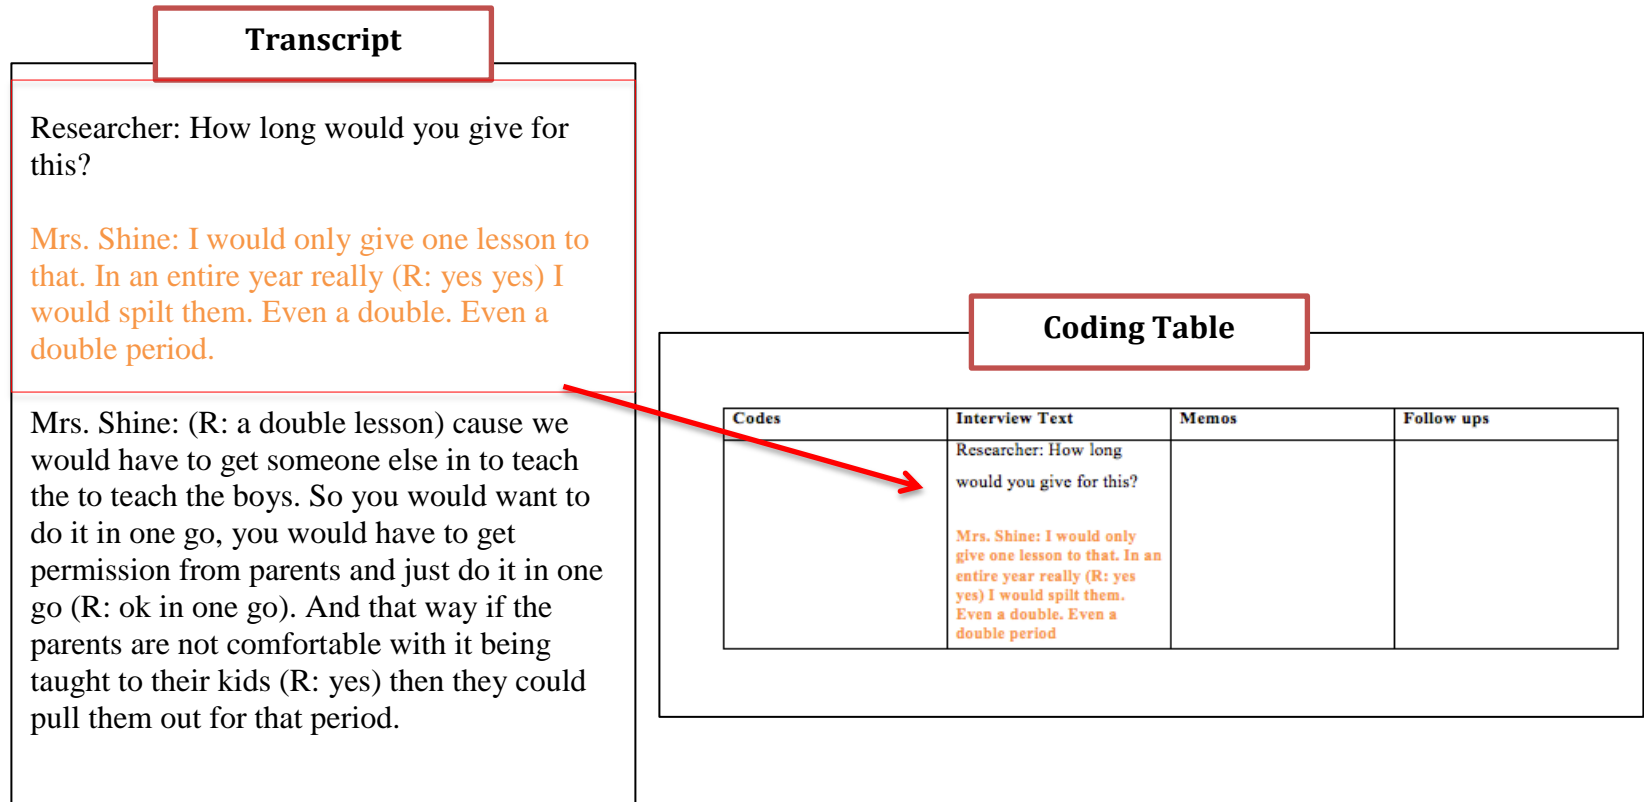 Transcript
Researcher: How long would you give for
this?
Mrs. Shine: I would only give one lesson to
that. In an entire year really (R: yes yes) I
would spilt them. Even a double. Even a
double period.
Mrs. Shine: (R: a double lesson) cause we
would have to get someone else in to teach
the to teach the boys. So you would want to
do it in one go, you would have to get
permission from parents and just do it in one
go (R: ok in one go). And that way if the
parents are not comfortable with it being
taught to their kids (R: yes) then they could
pull them out for that period.
Coding Table
Codes Interview Text Memos Follow ups
Researcher: How long
would you give for this?
Mrs. Shine: I would only
give one lesson to that. In an
entire year really (R: yes
yes) I would spilt them.
Even a double. Even a
double period